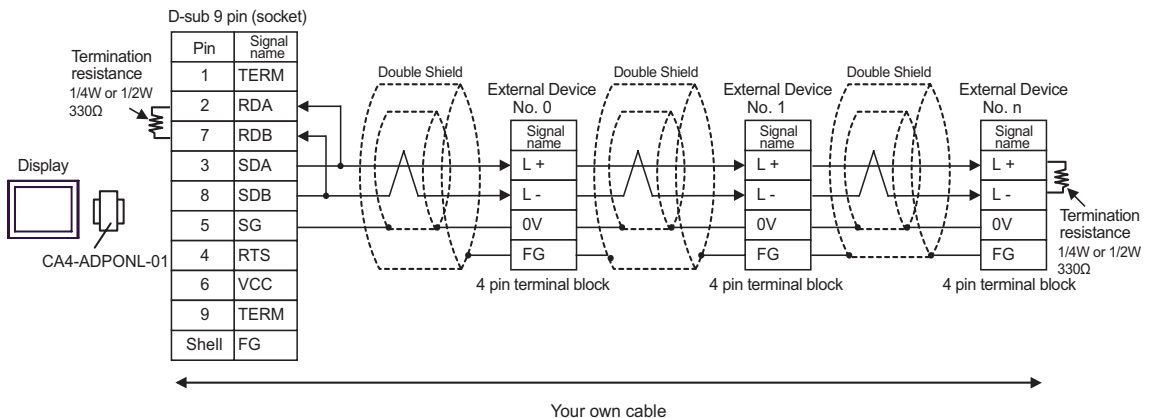 D-sub 9 pin (socket)
Pin Signal name
1 TERM
2 RDA
7 RDB
3 SDA
8 SDB
5 SG
4 RTS
6 VCC
9 TERM
Shell FG
Termination
resistance
1/4W or 1/2W
330Ω
Display
CA4-ADPONL-01
Double Shield
External Device
No. 0
Signal
name
L +
L -
0V
FG
4 pin terminal block
Double Shield
External Device
No. 1
Signal
name
L +
L -
0V
FG
4 pin terminal block
Double Shield
External Device
No. n
Signal
name
L +
L -
0V
FG
4 pin terminal block
Termination
resistance
1/4W or 1/2W
330Ω
Your own cable